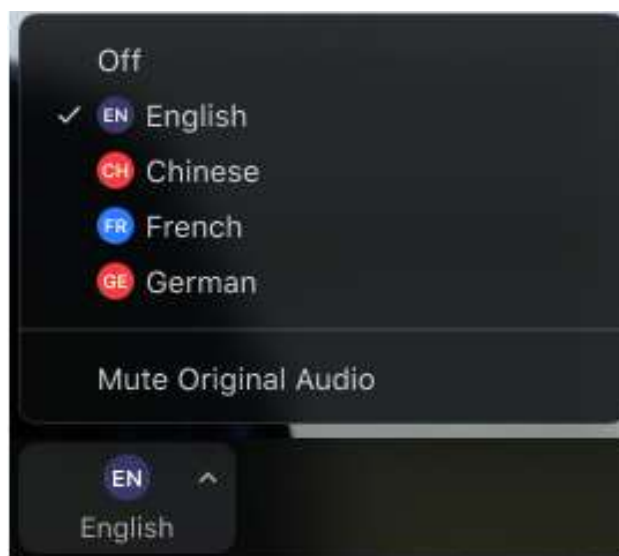 Off
EN English
CH Chinese
FR French
GE German
Mute Original Audio
EN
English